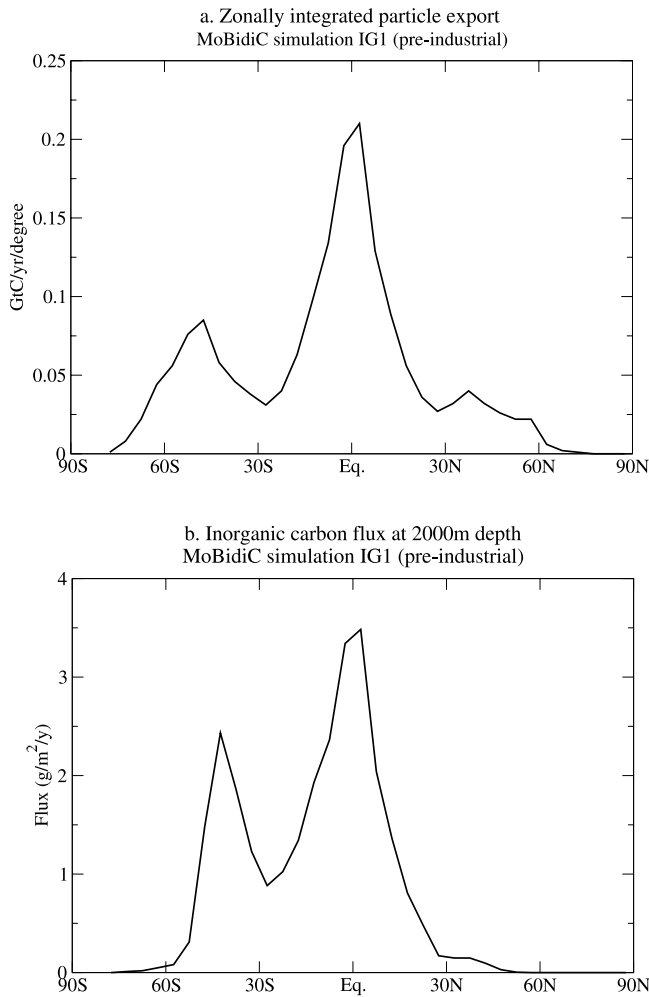 a. Zonally integrated particle export
MoBidiC simulation IG1 (pre-industrial)
0.25
0.2
0.15
0.1
0.05
0
GtC/yr/degree
90S 60S 30S Eq. 30N 60N 90N
b. Inorganic carbon flux at 2000m depth
MoBidiC simulation IG1 (pre-industrial)
4
3
2
1
0
Flux (g/m²/y)
90S 60S 30S Eq. 30N 60N 90N